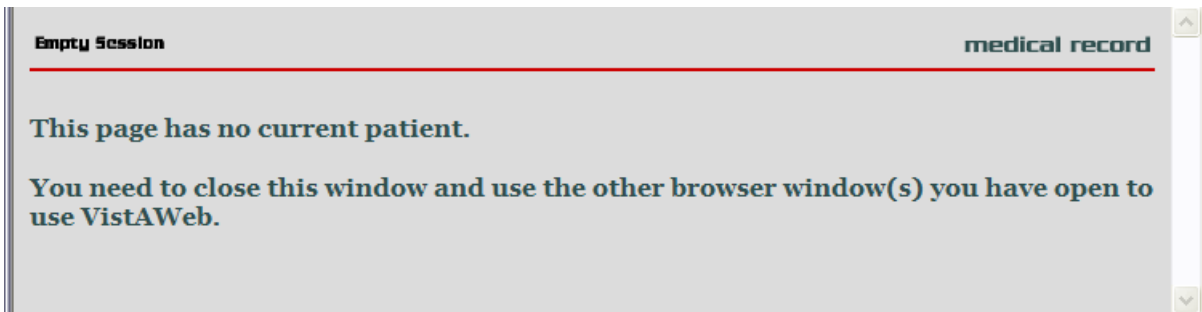 Empty Session
medical record
This page has no current patient.
You need to close this window and use the other browser window(s) you have open to
use VistAWeb.